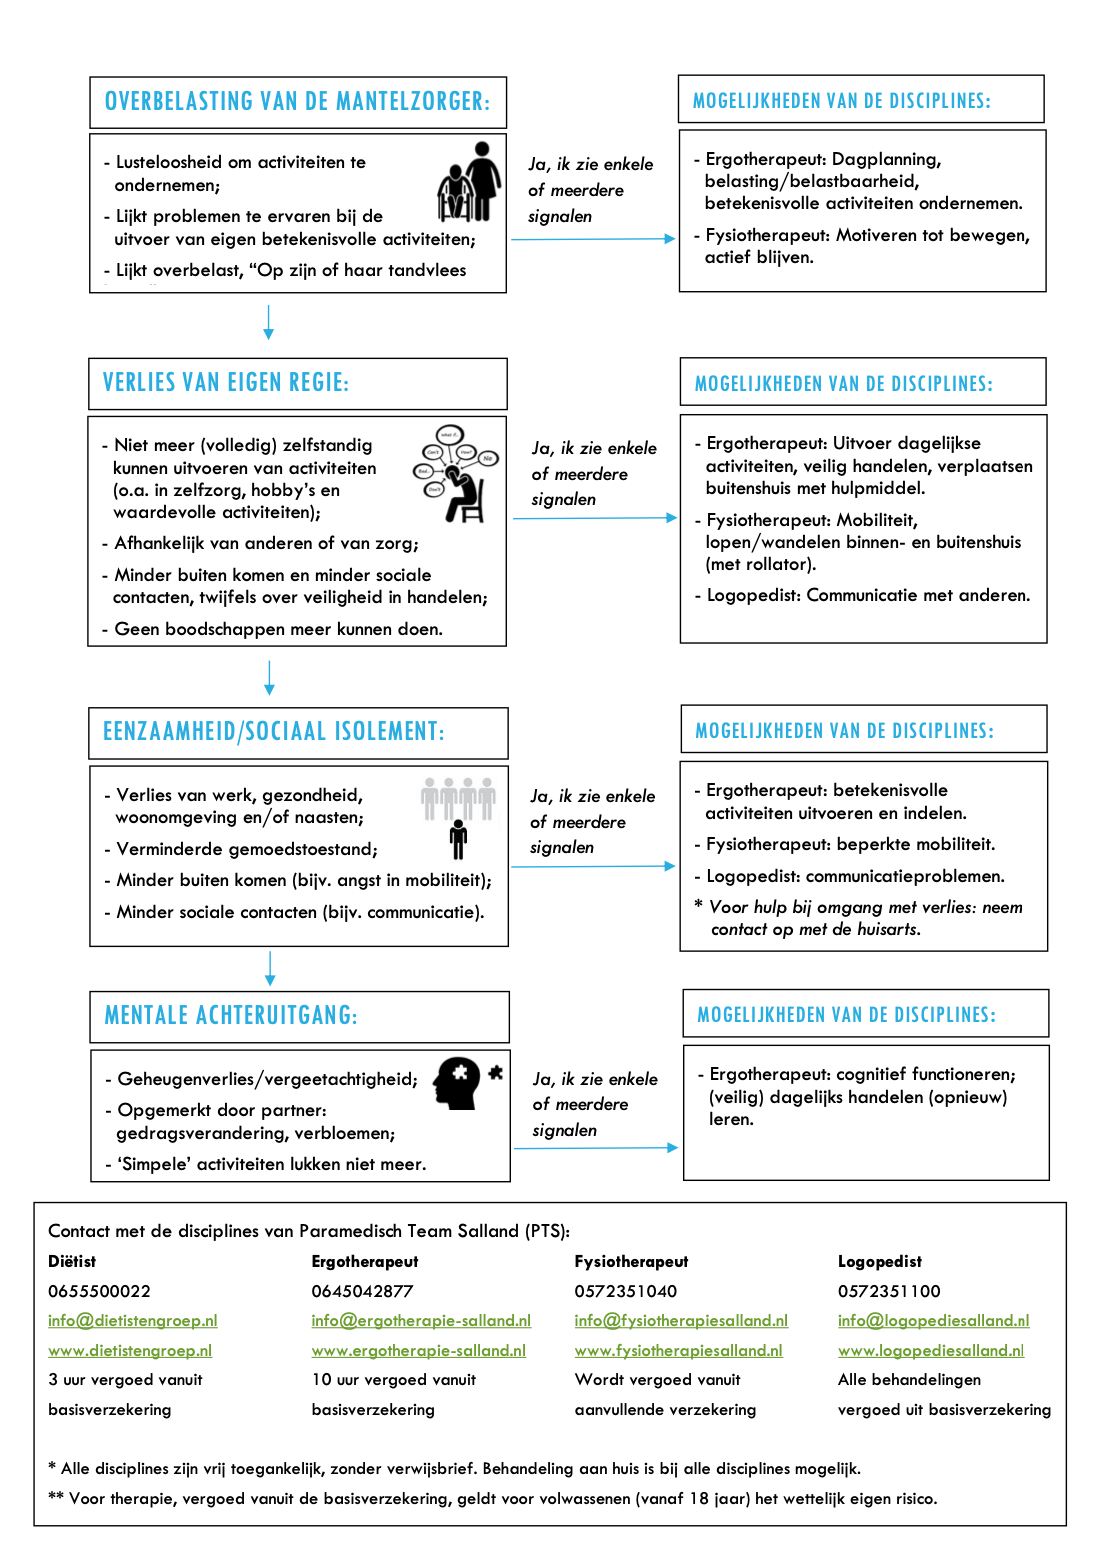 OVERBELASTING VAN DE MANTELZORGER:
- Lusteloosheid om activiteiten te
ondernemen;
- Lijkt problemen te ervaren bij de
uitvoer van eigen betekenisvolle activiteiten;
- Lijkt overbelast, “Op zijn of haar tandvlees
Ja, ik zie enkele
of meerdere
signalen
MOGELIJKHEDEN VAN DE DISCIPLINES:
- Ergotherapeut: Dagplanning,
belasting/belastbaarheid,
betekenisvolle activiteiten ondernemen.
- Fysiotherapeut: Motiveren tot bewegen,
actief blijven.
VERLIES VAN EIGEN REGIE:
- Niet meer (volledig) zelfstandig
kunnen uitvoeren van activiteiten
(o.a. in zelfzorg, hobby’s en
waardevolle activiteiten);
- Afhankelijk van anderen of van zorg;
- Minder buiten komen en minder sociale
contacten, twijfels over veiligheid in handelen;
- Geen boodschappen meer kunnen doen.
What if..
Can't
How?
No
Bad..
Don't
Ja, ik zie enkele
of meerdere
signalen
MOGELIJKHEDEN VAN DE DISCIPLINES:
- Ergotherapeut: Uitvoer dagelijkse
activiteiten, veilig handelen, verplaatsen
buitenshuis met hulpmiddel.
- Fysiotherapeut: Mobiliteit,
lopen/wandelen binnen- en buitenshuis
(met rollator).
- Logopedist: Communicatie met anderen.
EENZAAMHEID/SOCIAAL ISOLEMENT:
- Verlies van werk, gezondheid,
woonomgeving en/of naasten;
- Verminderde gemoedstoestand;
- Minder buiten komen (bijv. angst in mobiliteit);
- Minder sociale contacten (bijv. communicatie).
Ja, ik zie enkele
of meerdere
signalen
MOGELIJKHEDEN VAN DE DISCIPLINES:
- Ergotherapeut: betekenisvolle
activiteiten uitvoeren en indelen.
- Fysiotherapeut: beperkte mobiliteit.
- Logopedist: communicatieproblemen.
* Voor hulp bij omgang met verlies: neem
contact op met de huisarts.
MENTALE ACHTERUITGANG:
- Geheugenverlies/vergeetachtigheid;
- Opgemerkt door partner:
gedragsverandering, verbloemen;
- ‘Simpele’ activiteiten lukken niet meer.
Ja, ik zie enkele
of meerdere
signalen
MOGELIJKHEDEN VAN DE DISCIPLINES:
- Ergotherapeut: cognitief functioneren;
(veilig) dagelijks handelen (opnieuw)
leren.
Contact met de disciplines van Paramedisch Team Salland (PTS):
Diëtist Ergotherapeut Fysiotherapeut Logopedist
0655500022 0645042877 0572351040 0572351100
info@dietistengroep.nl info@ergotherapie-salland.nl info@fysiotherapiesalland.nl info@logopediesalland.nl
www.dietistengroep.nl www.ergotherapie-salland.nl www.fysiotherapiesalland.nl www.logopediesalland.nl
3 uur vergoed vanuit 10 uur vergoed vanuit Wordt vergoed vanuit Alle behandelingen
basisverzekering basisverzekering aanvullende verzekering vergoed uit basisverzekering
* Alle disciplines zijn vrij toegankelijk, zonder verwijsbrief. Behandeling aan huis is bij alle disciplines mogelijk.
** Voor therapie, vergoed vanuit de basisverzekering, geldt voor volwassenen (vanaf 18 jaar) het wettelijk eigen risico.